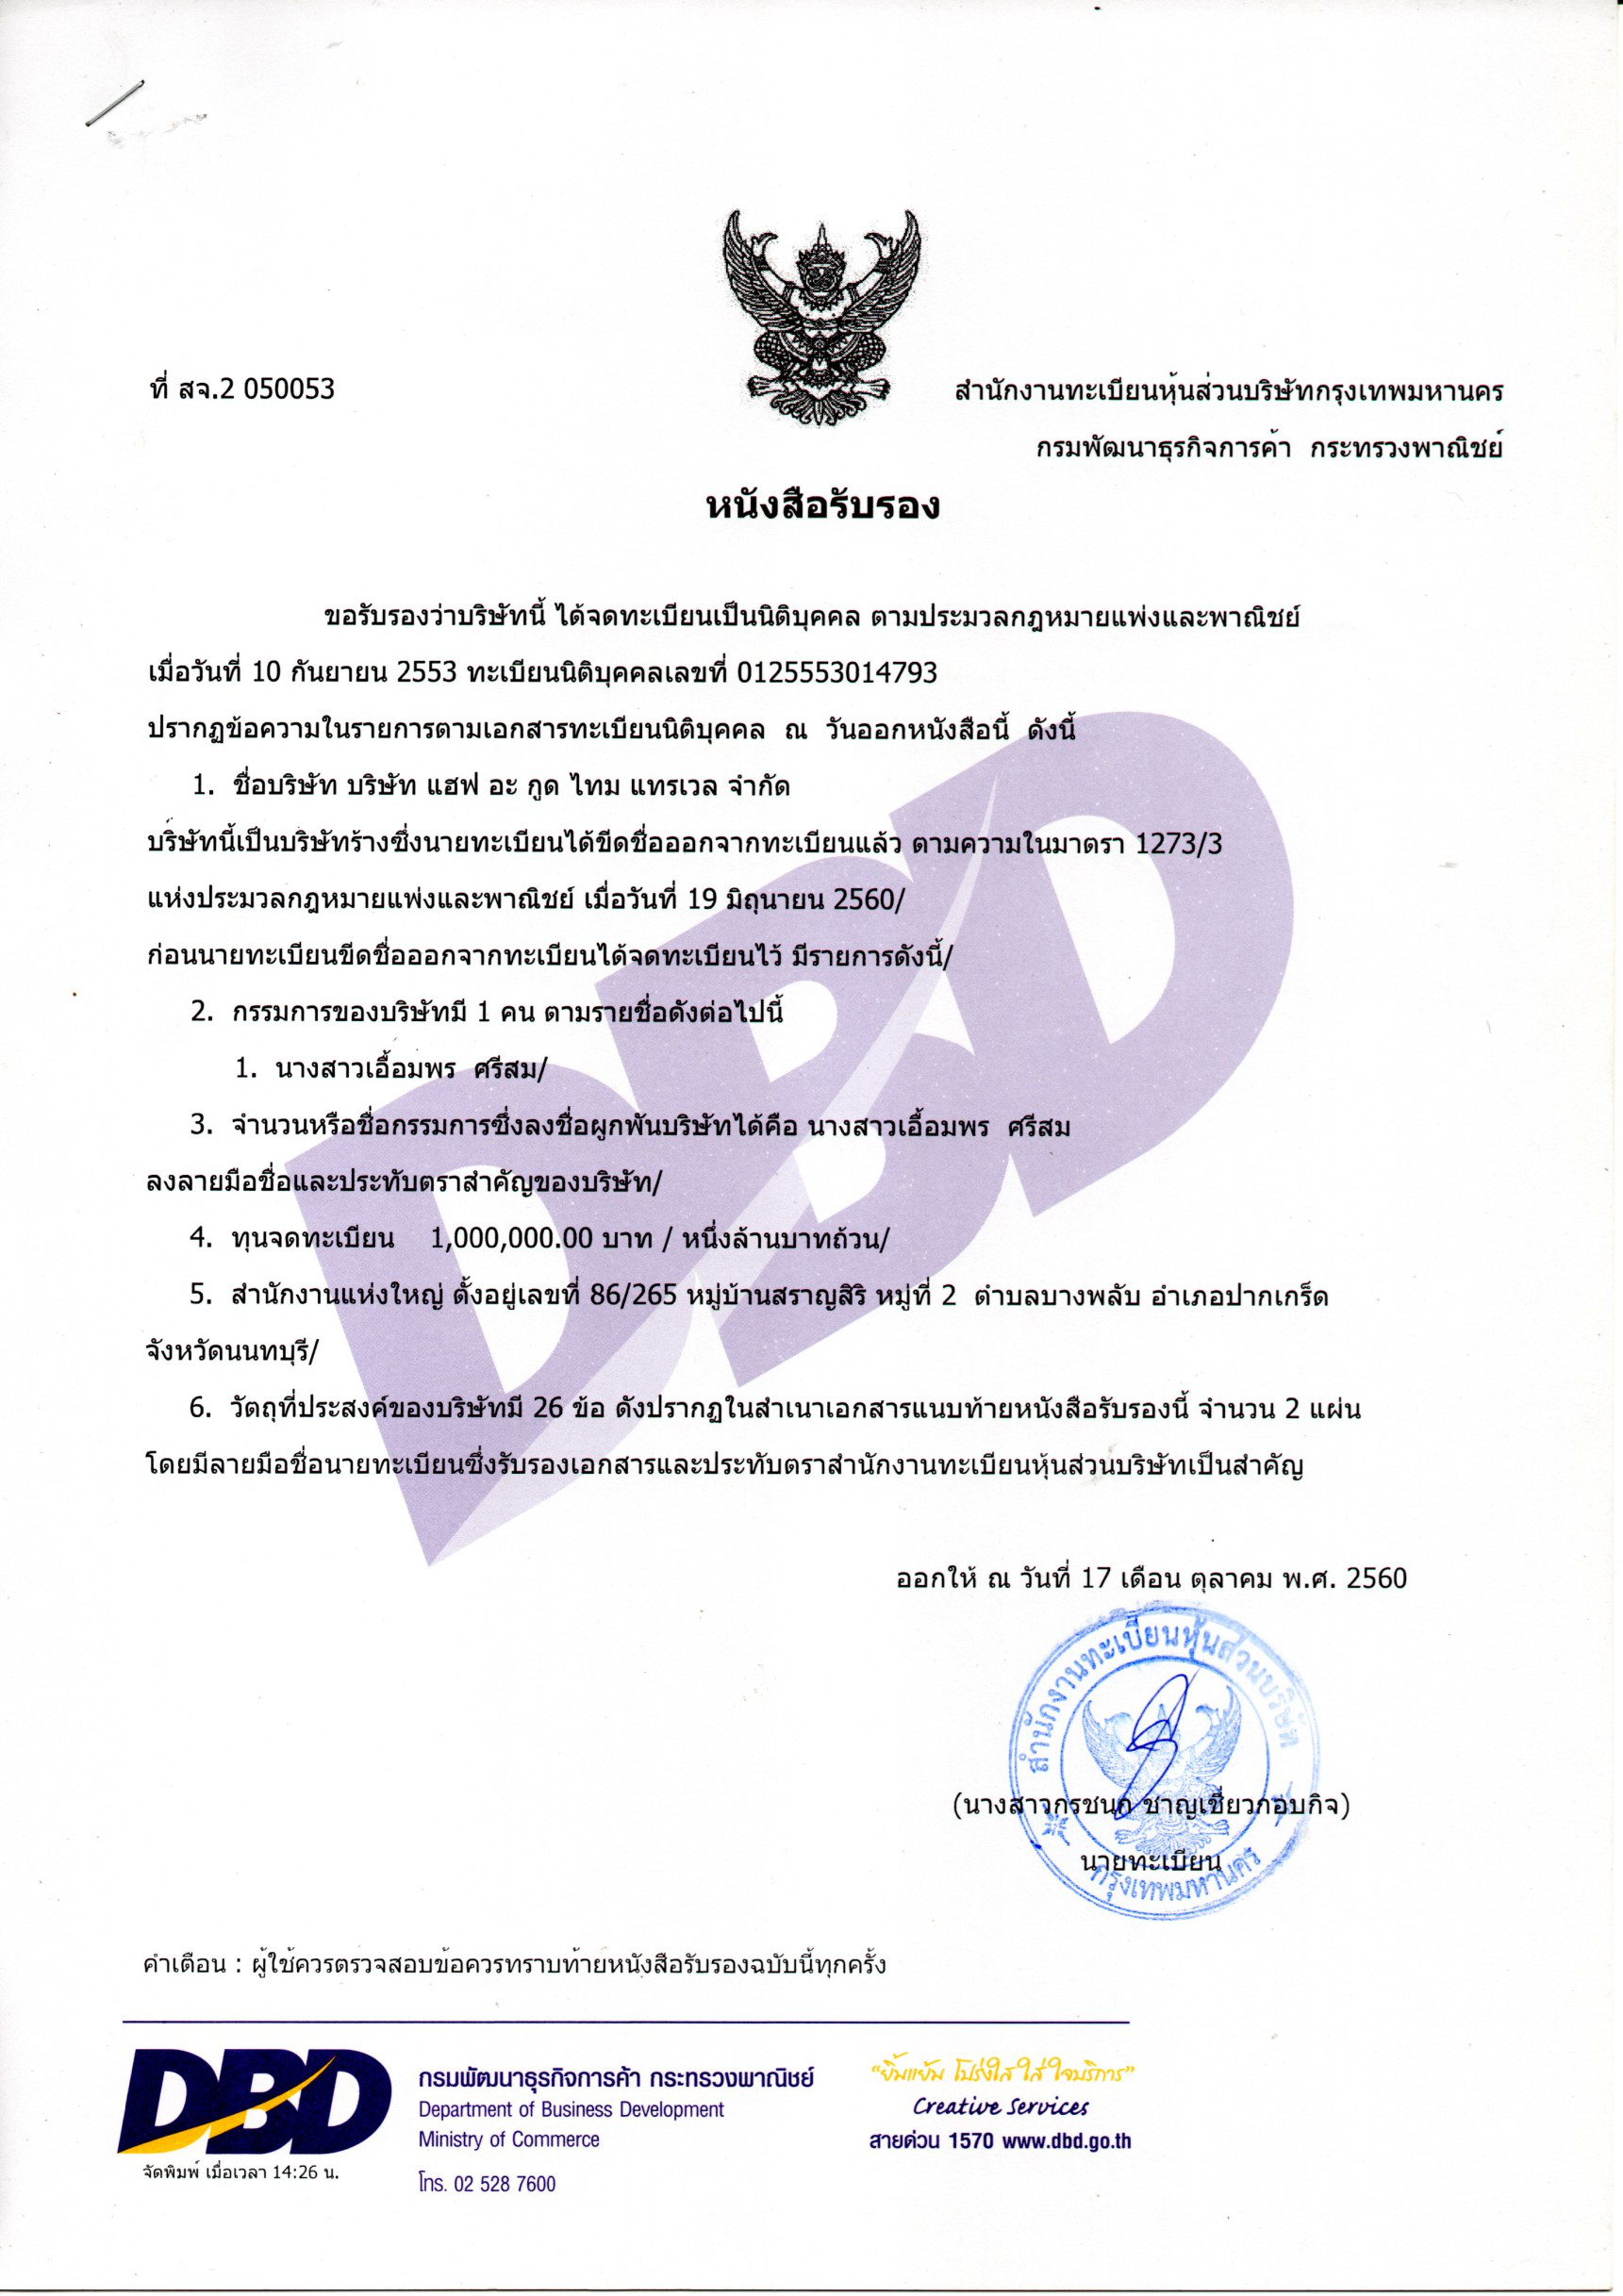 ที่ สจ.2 050053
สำนักงานทะเบียนหุ้นส่วนบริษัทกรุงเทพมหานคร
กรมพัฒนาธุรกิจการค้า กระทรวงพาณิชย์
หนังสือรับรอง
ขอรับรองว่าบริษัทนี้ ได้จดทะเบียนเป็นนิติบุคคล ตามประมวลกฎหมายแพ่งและพาณิชย์
เมื่อวันที่ 10 กันยายน 2553 ทะเบียนนิติบุคคลเลขที่ 0125553014793
ปรากฏข้อความในรายการตามเอกสารทะเบียนนิติบุคคล ณ วันออกหนังสือนี้ ดังนี้
1. ชื่อบริษัท บริษัท แฮฟ อะ กูด ไทม แทรเวล จำกัด
บริษัทนี้เป็นบริษัทร้างซึ่งนายทะเบียนได้ขีดชื่อออกจากทะเบียนแล้ว ตามความในมาตรา 1273/3
แห่งประมวลกฎหมายแพ่งและพาณิชย์ เมื่อวันที่ 19 มิถุนายน 2560/
ก่อนนายทะเบียนขีดชื่อออกจากทะเบียนได้จดทะเบียนไว้ มีรายการดังนี้/
2. กรรมการของบริษัทมี 1 คน ตามรายชื่อดังต่อไปนี้
1. นางสาวเอื้อมพร ศรีสม/
3. จำนวนหรือชื่อกรรมการซึ่งลงชื่อผูกพันบริษัทได้คือ นางสาวเอื้อมพร ศรีสม
ลงลายมือชื่อและประทับตราสำคัญของบริษัท/
4. ทุนจดทะเบียน 1,000,000.00 บาท / หนึ่งล้านบาทถ้วน/
5. สำนักงานแห่งใหญ่ ตั้งอยู่เลขที่ 86/265 หมู่บ้านสราญสิริ หมู่ที่ 2 ตำบลบางพลับ อำเภอปากเกร็ด
จังหวัดนนทบุรี/
6. วัตถุที่ประสงค์ของบริษัทมี 26 ข้อ ดังปรากฏในสำเนาเอกสารแนบท้ายหนังสือรับรองนี้ จำนวน 2 แผ่น
โดยมีลายมือชื่อนายทะเบียนซึ่งรับรองเอกสารและประทับตราสำนักงานทะเบียนหุ้นส่วนบริษัทเป็นสำคัญ
DBD
ออกให้ ณ วันที่ 17 เดือน ตุลาคม พ.ศ. 2560
สำนักงานทะเบียนหุ้นส่วนบริษัท
(นางสาวกรชนก ชาญเชี่ยวกอบกิจ)
นายทะเบียน
กรุงเทพมหานคร
คำเตือน : ผู้ใช้ควรตรวจสอบข้อควรทราบท้ายหนังสือรับรองฉบับนี้ทุกครั้ง
DBD
กรมพัฒนาธุรกิจการค้า กระทรวงพาณิชย์
Department of Business Development
Ministry of Commerce
โทร. 02 528 7600
"ยิ้มแย้ม โปร่งใส ใส่ใจบริการ"
Creative Services
สายด่วน 1570 www.dbd.go.th
จัดพิมพ์ เมื่อเวลา 14:26 น.